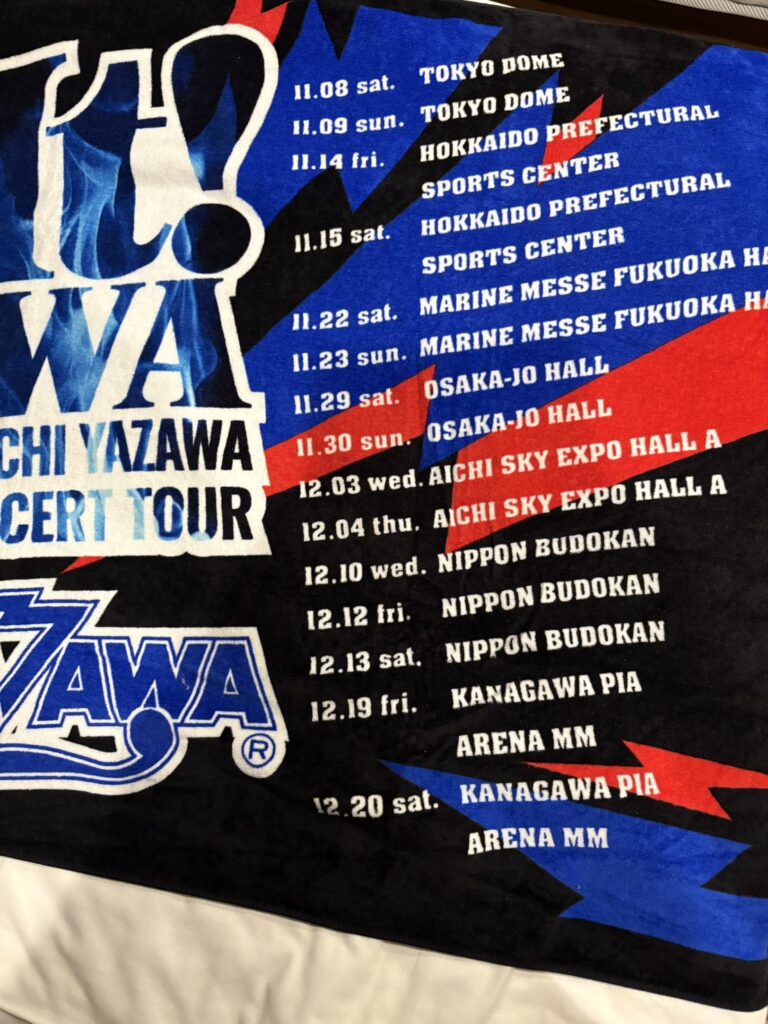 It!
WA
CHI YAZAWA
CERT TOUR
ZAWA
®
11.08 sat. TOKYO DOME
11.09 sun. TOKYO DOME
11.14 fri. HOKKAIDO PREFECTURAL
SPORTS CENTER
11.15 sat. HOKKAIDO PREFECTURAL
SPORTS CENTER
11.22 sat. MARINE MESSE FUKUOKA HA
11.23 sun. MARINE MESSE FUKUOKA HA
11.29 sat. OSAKA-JO HALL
11.30 sun. OSAKA-JO HALL
12.03 wed. AICHI SKY EXPO HALL A
12.04 thu. AICHI SKY EXPO HALL A
12.10 wed. NIPPON BUDOKAN
12.12 fri. NIPPON BUDOKAN
12.13 sat. NIPPON BUDOKAN
12.19 fri. KANAGAWA PIA
ARENA MM
12.20 sat. KANAGAWA PIA
ARENA MM